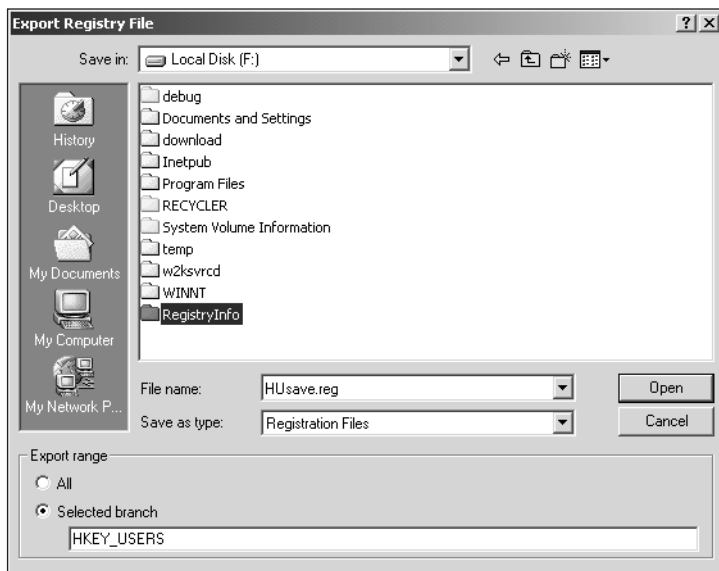 Export Registry File
Save in: Local Disk (F:)
History
Desktop
My Documents
My Computer
My Network P...
debug
Documents and Settings
download
Inetpub
Program Files
RECYCLER
System Volume Information
temp
w2ksvrcd
WINNT
RegistryInfo
File name: HUsave.reg Open
Save as type: Registration Files Cancel
Export range
All
Selected branch
HKEY_USERS